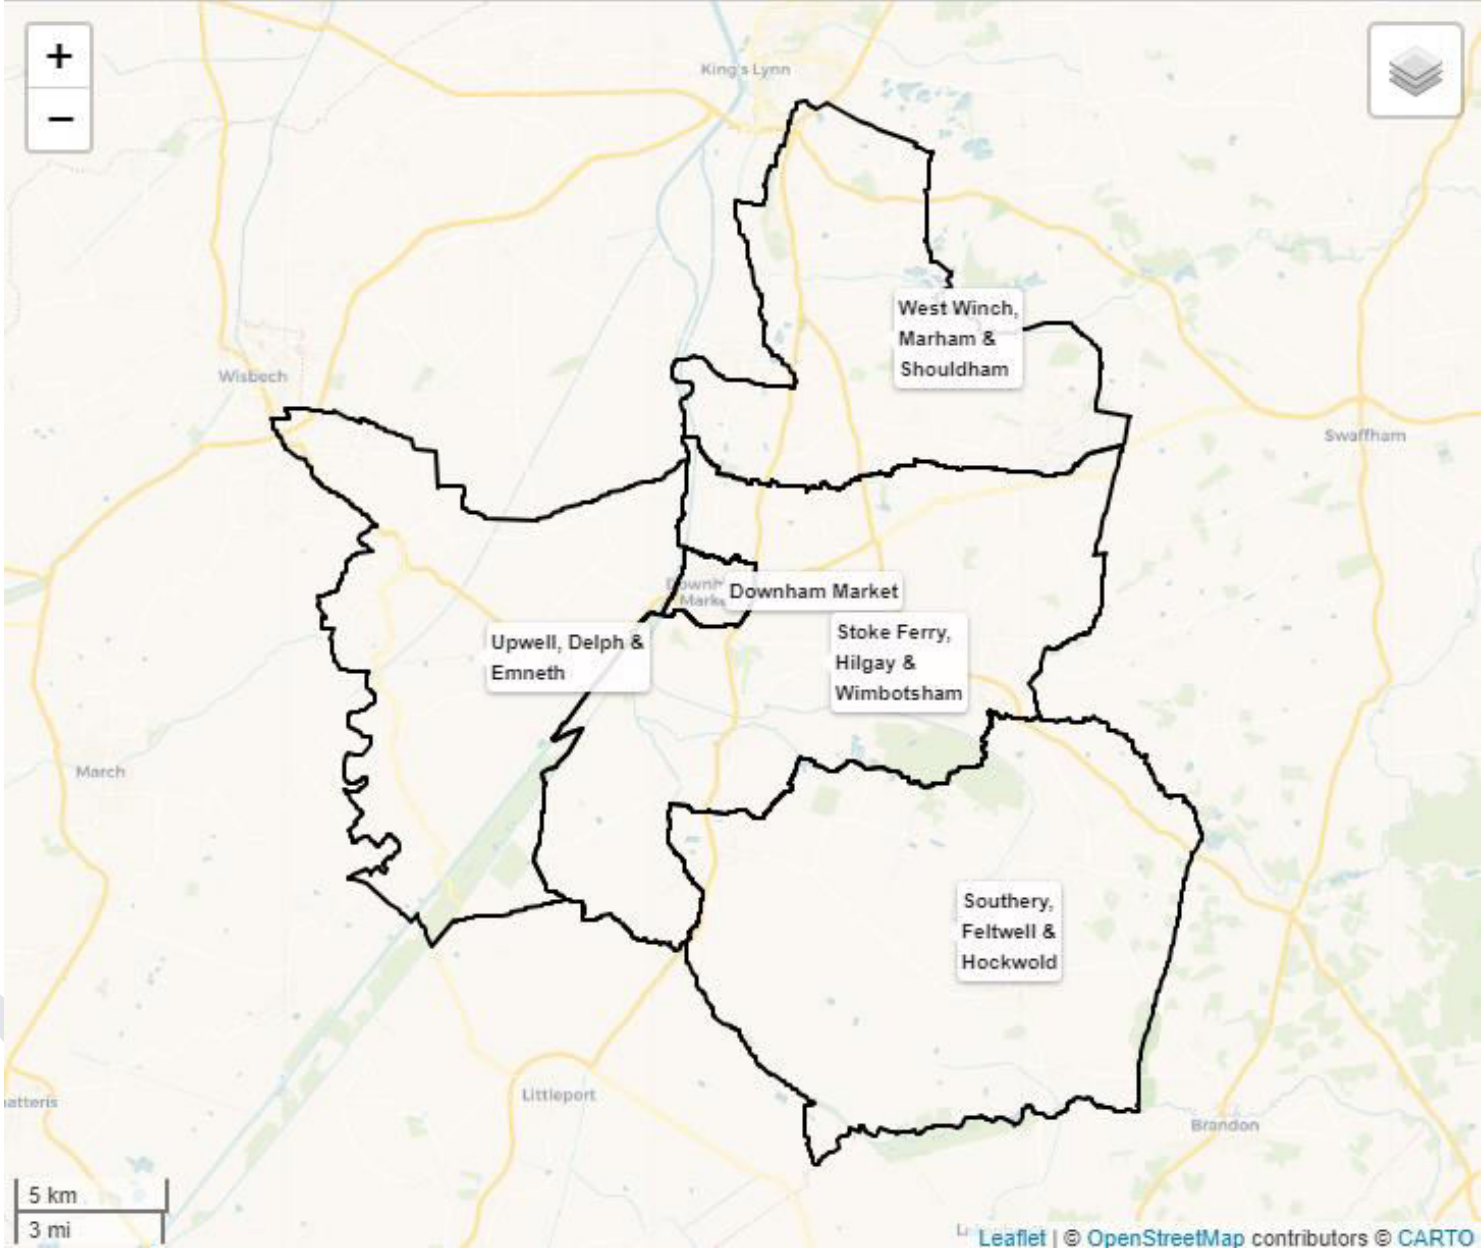 +
−
King's Lynn
West Winch,
Marham &
Shouldham
Wisbech
Swaffham
Downham Market
Stoke Ferry,
Hilgay &
Wimbotsham
Upwell, Delph &
Emneth
March
Southery,
Feltwell &
Hockwold
Littleport
atteris
Brandon
5 km
3 mi
Leaflet | © OpenStreetMap contributors © CARTO